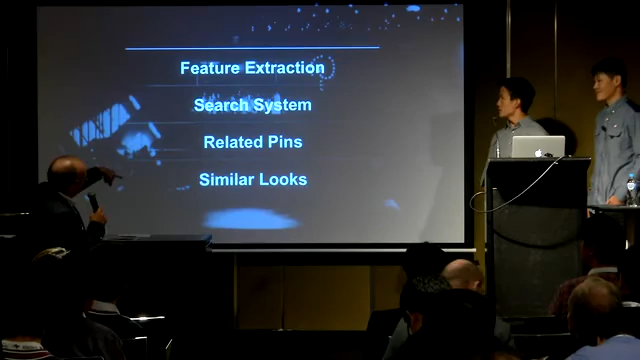 Feature Extraction
Search System
Related Pins
Similar Looks